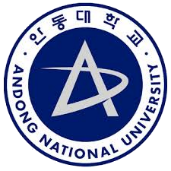 안동대학교
ANDONG NATIONAL UNIVERSITY